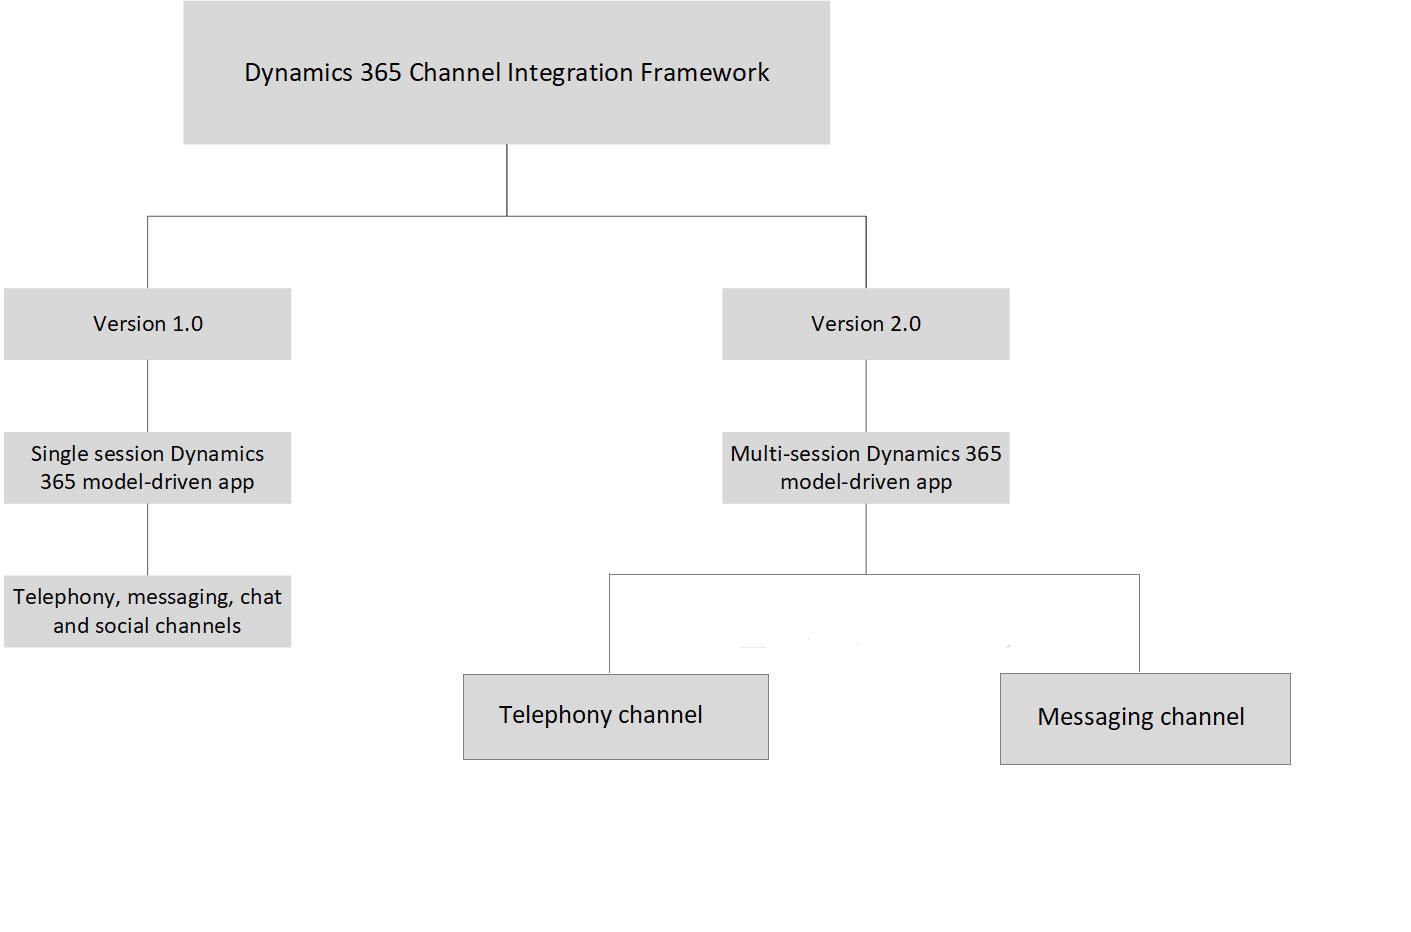 Dynamics 365 Channel Integration Framework
Version 1.0
Version 2.0
Single session Dynamics
365 model-driven app
Multi-session Dynamics 365
model-driven app
Telephony, messaging, chat
and social channels
Telephony channel
Messaging channel